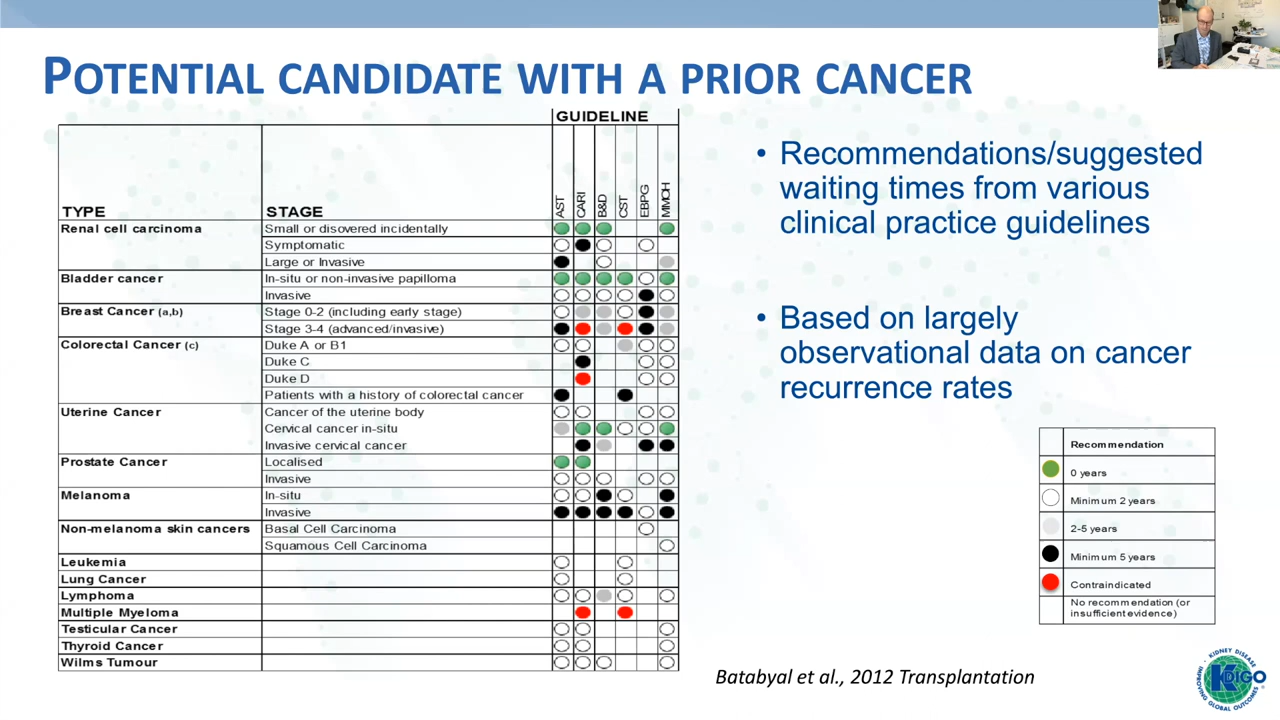 POTENTIAL CANDIDATE WITH A PRIOR CANCER
GUIDELINE
TYPE STAGE AST CARI B&D CST EBPG MMOH
Renal cell carcinoma Small or disovered incidentally
Symptomatic
Large or Invasive
Bladder cancer In-situ or non-invasive papilloma
Invasive
Breast Cancer (a,b) Stage 0-2 (including early stage)
Stage 3-4 (advanced/invasive)
Colorectal Cancer (c) Duke A or B1
Duke C
Duke D
Patients with a history of colorectal cancer
Uterine Cancer Cancer of the uterine body
Cervical cancer in-situ
Invasive cervical cancer
Prostate Cancer Localised
Invasive
Melanoma In-situ
Invasive
Non-melanoma skin cancers Basal Cell Carcinoma
Squamous Cell Carcinoma
Leukemia
Lung Cancer
Lymphoma
Multiple Myeloma
Testicular Cancer
Thyroid Cancer
Wilms Tumour
• Recommendations/suggested
waiting times from various
clinical practice guidelines
• Based on largely
observational data on cancer
recurrence rates
Recommendation
0 years
Minimum 2 years
2-5 years
Minimum 5 years
Contraindicated
No recommendation (or
insufficient evidence)
Batabyal et al., 2012 Transplantation
KIDNEY DISEASE
KDIGO
IMPROVING GLOBAL OUTCOMES